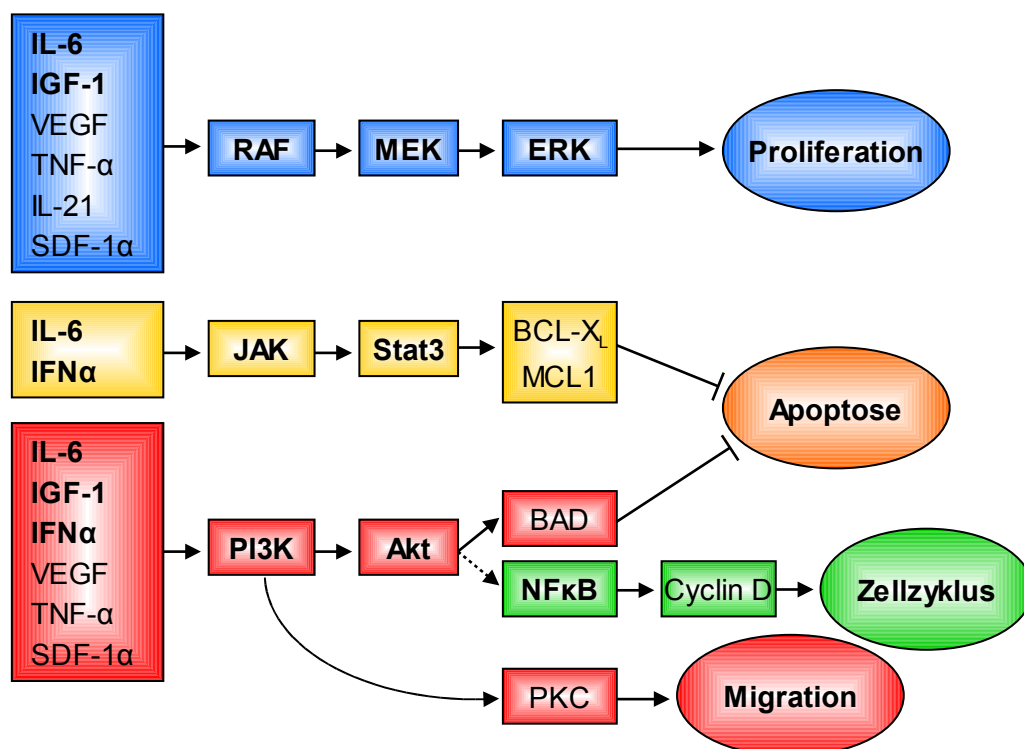 IL-6
IGF-1
VEGF
TNF-α
IL-21
SDF-1α
RAF
MEK
ERK
Proliferation
IL-6
IFNα
JAK
Stat3
BCL-XL
MCL1
Apoptose
IL-6
IGF-1
IFNα
VEGF
TNF-α
SDF-1α
PI3K
Akt
BAD
NFκB
Cyclin D
Zellzyklus
PKC
Migration